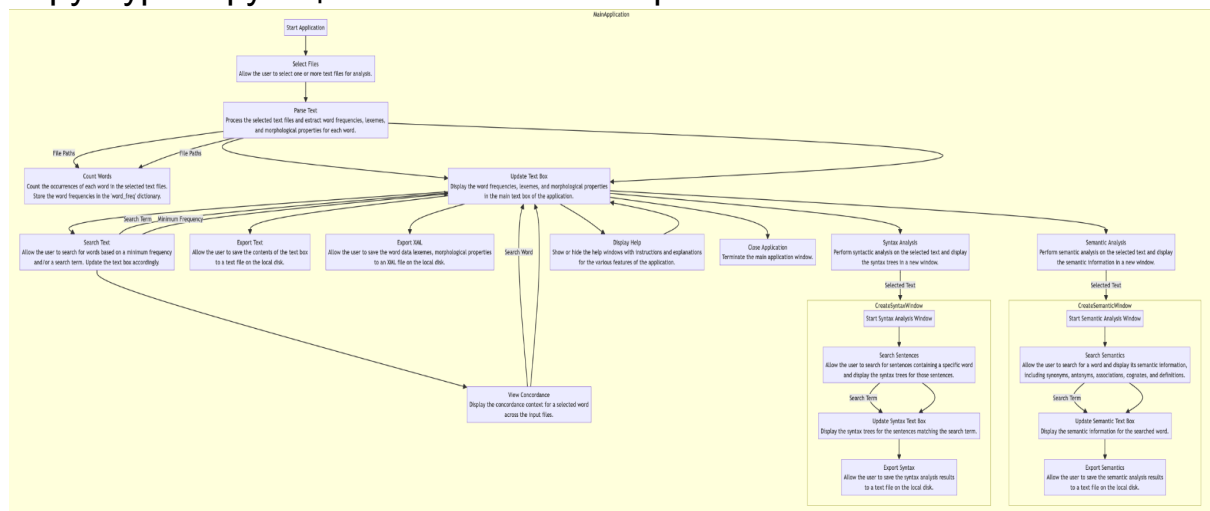 MainApplication
Start Application
Select Files
Allow the user to select one or more text files for analysis.
Parse Text
Process the selected text files and extract word frequencies, lexemes,
and morphological properties for each word.
File Paths
File Paths
Count Words
Count the occurrences of each word in the selected text files.
Store the word frequencies in the 'word_freq' dictionary.
Update Text Box
Display the word frequencies, lexemes, and morphological properties
in the main text box of the application.
Search Term
Minimum Frequency
Search Text
Allow the user to search for words based on a minimum frequency
and/or a search term. Update the text box accordingly.
Export Text
Allow the user to save the contents of the text box
to a text file on the local disk.
Export XML
Allow the user to save the word data lexemes, morphological properties
to an XML file on the local disk.
Search Word
Display Help
Show or hide the help windows with instructions and explanations
for the various features of the application.
Close Application
Terminate the main application window.
Syntax Analysis
Perform syntactic analysis on the selected text and display
the syntax trees in a new window.
Semantic Analysis
Perform semantic analysis on the selected text and display
the semantic information in a new window.
Selected Text
Selected Text
CreateSyntaxWindow
Start Syntax Analysis Window
Search Sentences
Allow the user to search for sentences containing a specific word
and display the syntax trees for those sentences.
Search Term
Update Syntax Text Box
Display the syntax trees for the sentences matching the search term.
Export Syntax
Allow the user to save the syntax analysis results
to a text file on the local disk.
CreateSemanticWindow
Start Semantic Analysis Window
Search Semantics
Allow the user to search for a word and display its semantic information,
including synonyms, antonyms, associations, cognates, and definitions.
Search Term
Update Semantic Text Box
Display the semantic information for the searched word.
Export Semantics
Allow the user to save the semantic analysis results
to a text file on the local disk.
View Concordance
Display the concordance context for a selected word
across the input files.